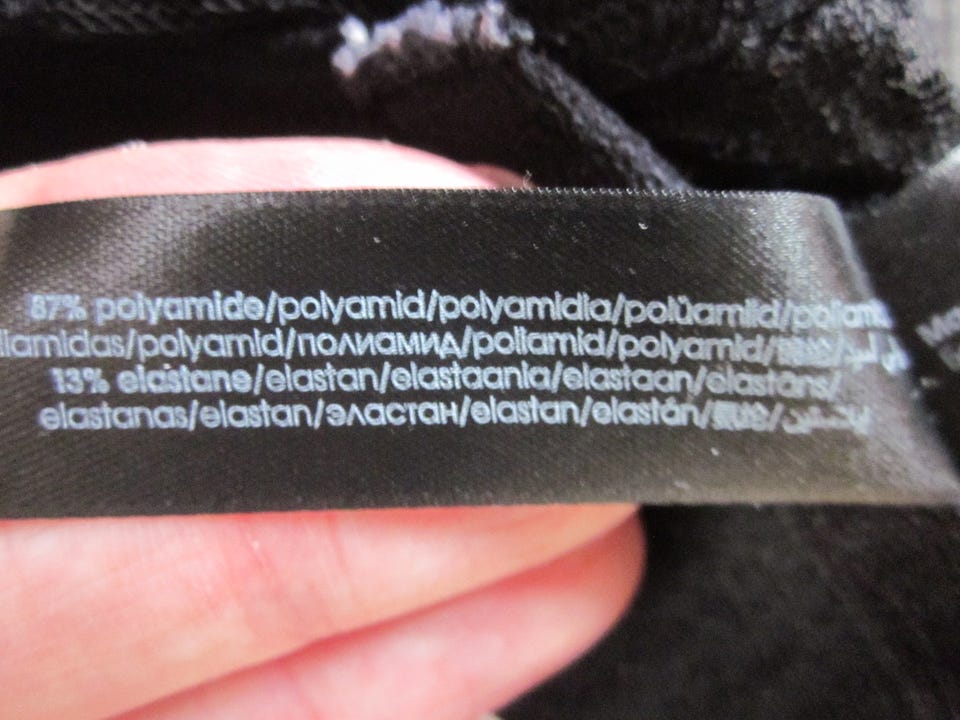 87% polyamide/polyamid/polyamidia/polüamiid/
polyamid/полиамид/poliamid/polyamid/
13% elastane/elastan/elastaania/elastaan/elastāns/
elastanas/elastan/эластан/elastan/elastán/